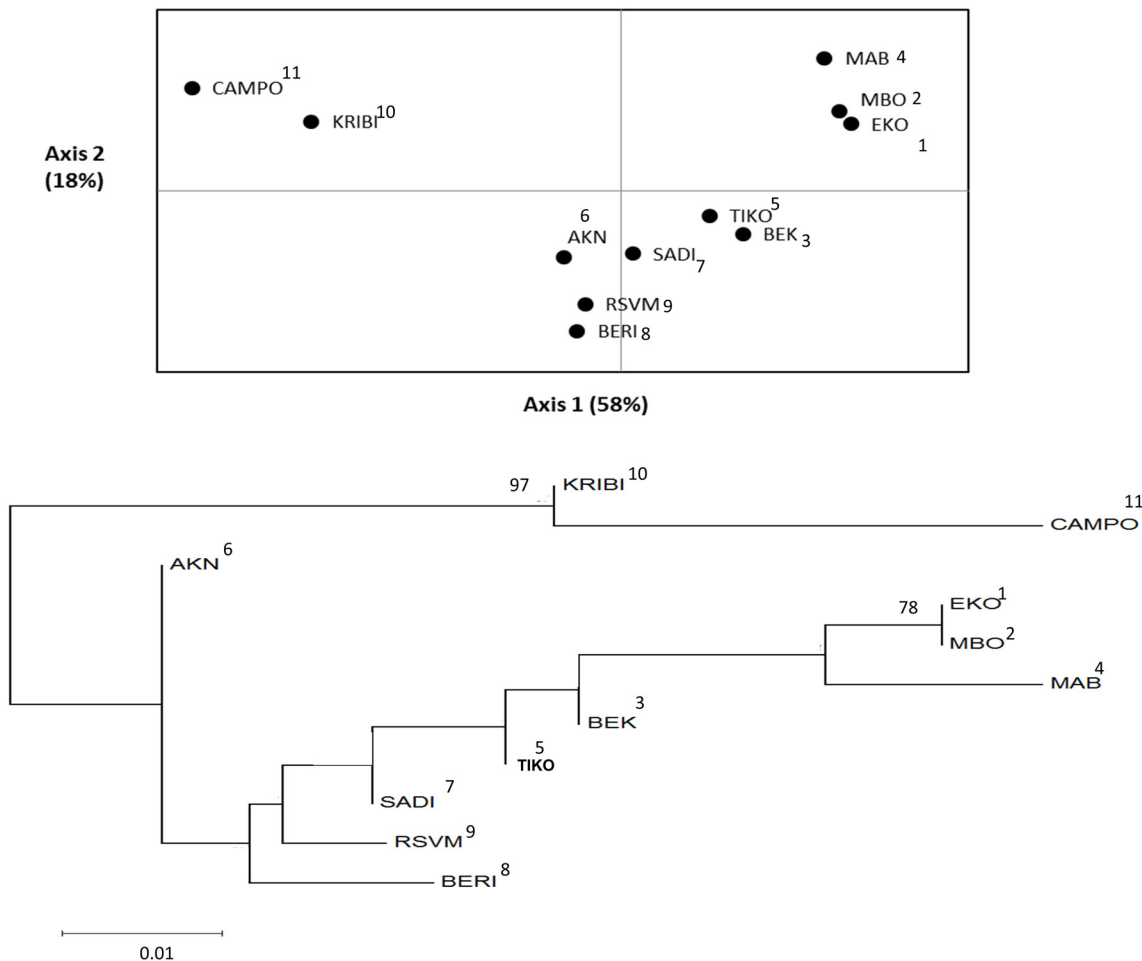 MAB 4
11
CAMPO
MBO 2
10
KRIBI
EKO
1
Axis 2
(18%)
5
6
TIKO
AKN
BEK 3
SADI 7
RSVM 9
BERI 8
Axis 1 (58%)
97
KRIBI 10
11
CAMPO
AKN 6
78
EKO 1
MBO 2
4
MAB
3
BEK
5
TIKO
7
SADI
RSVM 9
BERI 8
0.01